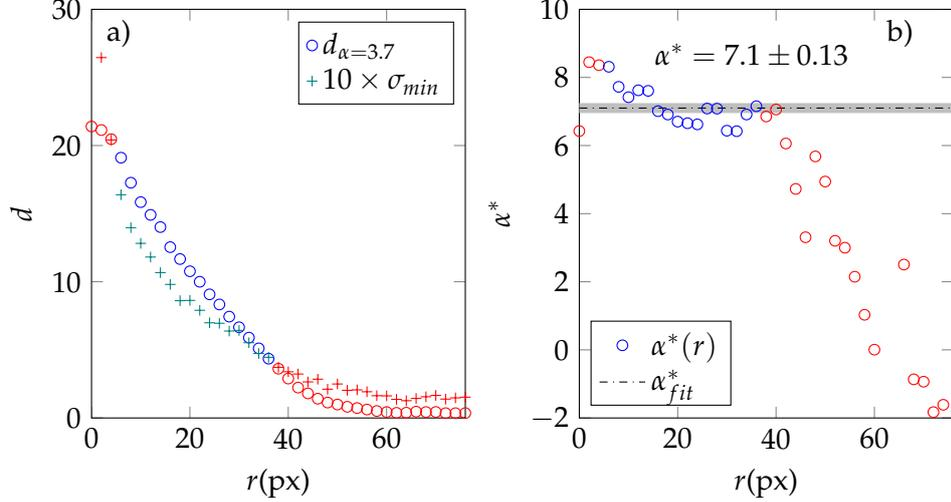 a)
d_{α=3.7}
10 × σ_{min}
30
20
10
0
d
0 20 40 60
r(px)
b)
α* = 7.1 ± 0.13
10
8
6
4
2
0
−2
α*
α*(r)
α*_{fit}
0 20 40 60
r(px)